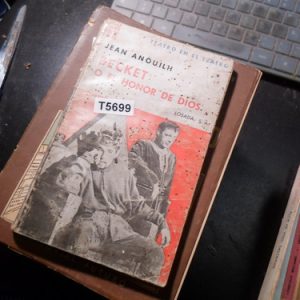 TEATRO EN EL TEATRO
JEAN ANOUILH
BECKET
O EL HONOR DE DIOS
LOSADA, S.A.
T5699